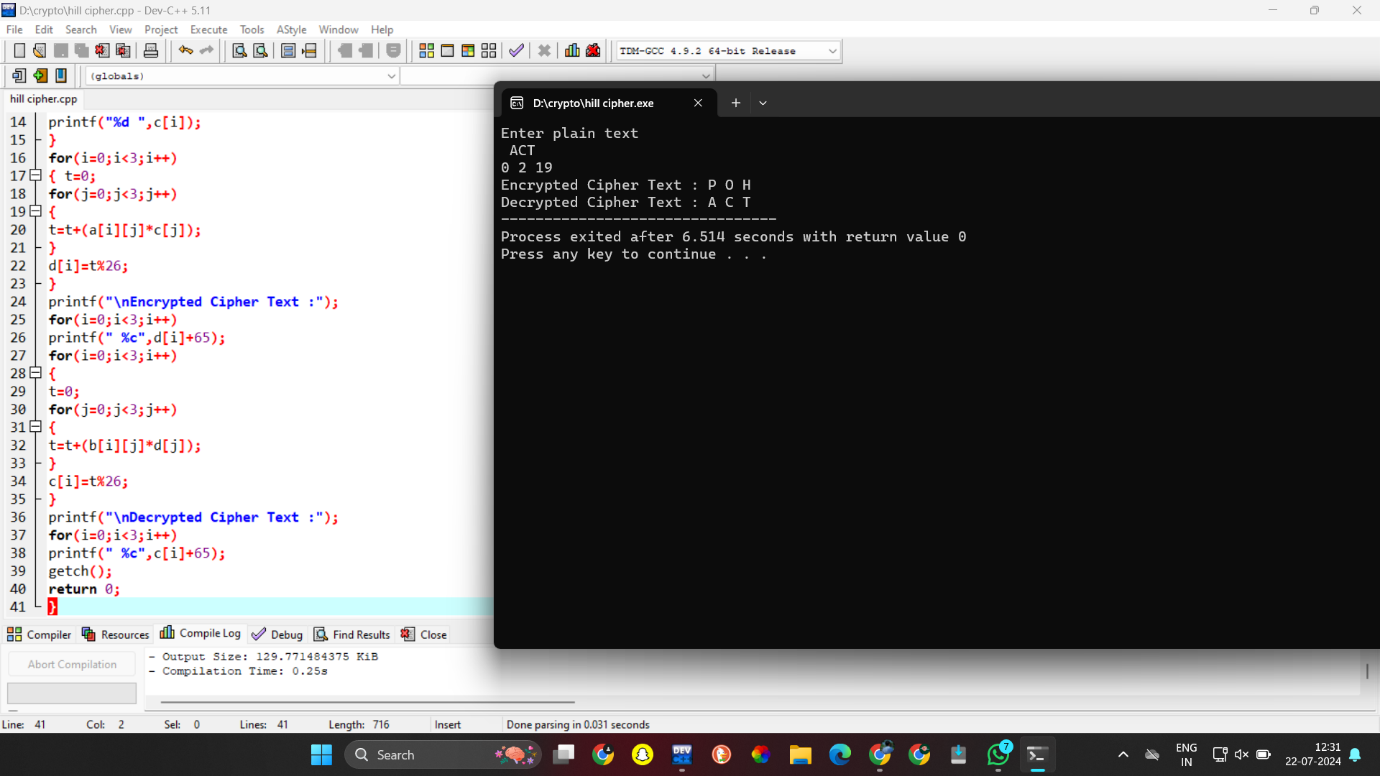 D:\crypto\hill cipher.cpp - Dev-C++ 5.11
File Edit Search View Project Execute Tools AStyle Window Help
TDM-GCC 4.9.2 64-bit Release
(globals)
hill cipher.cpp
14 printf("%d ",c[i]);
15 }
16 for(i=0;i<3;i++)
17 { t=0;
18 for(j=0;j<3;j++)
19 {
20 t=t+(a[i][j]*c[j]);
21 }
22 d[i]=t%26;
23 }
24 printf("\nEncrypted Cipher Text :");
25 for(i=0;i<3;i++)
26 printf(" %c",d[i]+65);
27 for(i=0;i<3;i++)
28 {
29 t=0;
30 for(j=0;j<3;j++)
31 {
32 t=t+(b[i][j]*d[j]);
33 }
34 c[i]=t%26;
35 }
36 printf("\nDecrypted Cipher Text :");
37 for(i=0;i<3;i++)
38 printf(" %c",c[i]+65);
39 getch();
40 return 0;
41 }
D:\crypto\hill cipher.exe
Enter plain text
ACT
0 2 19
Encrypted Cipher Text : P O H
Decrypted Cipher Text : A C T
--------------------------------
Process exited after 6.514 seconds with return value 0
Press any key to continue . . .
Compiler Resources Compile Log Debug Find Results Close
Abort Compilation
- Output Size: 129.771484375 KiB
- Compilation Time: 0.25s
Line: 41 Col: 2 Sel: 0 Lines: 41 Length: 716 Insert Done parsing in 0.031 seconds
Search
DEV
7
ENG
IN
12:31
22-07-2024